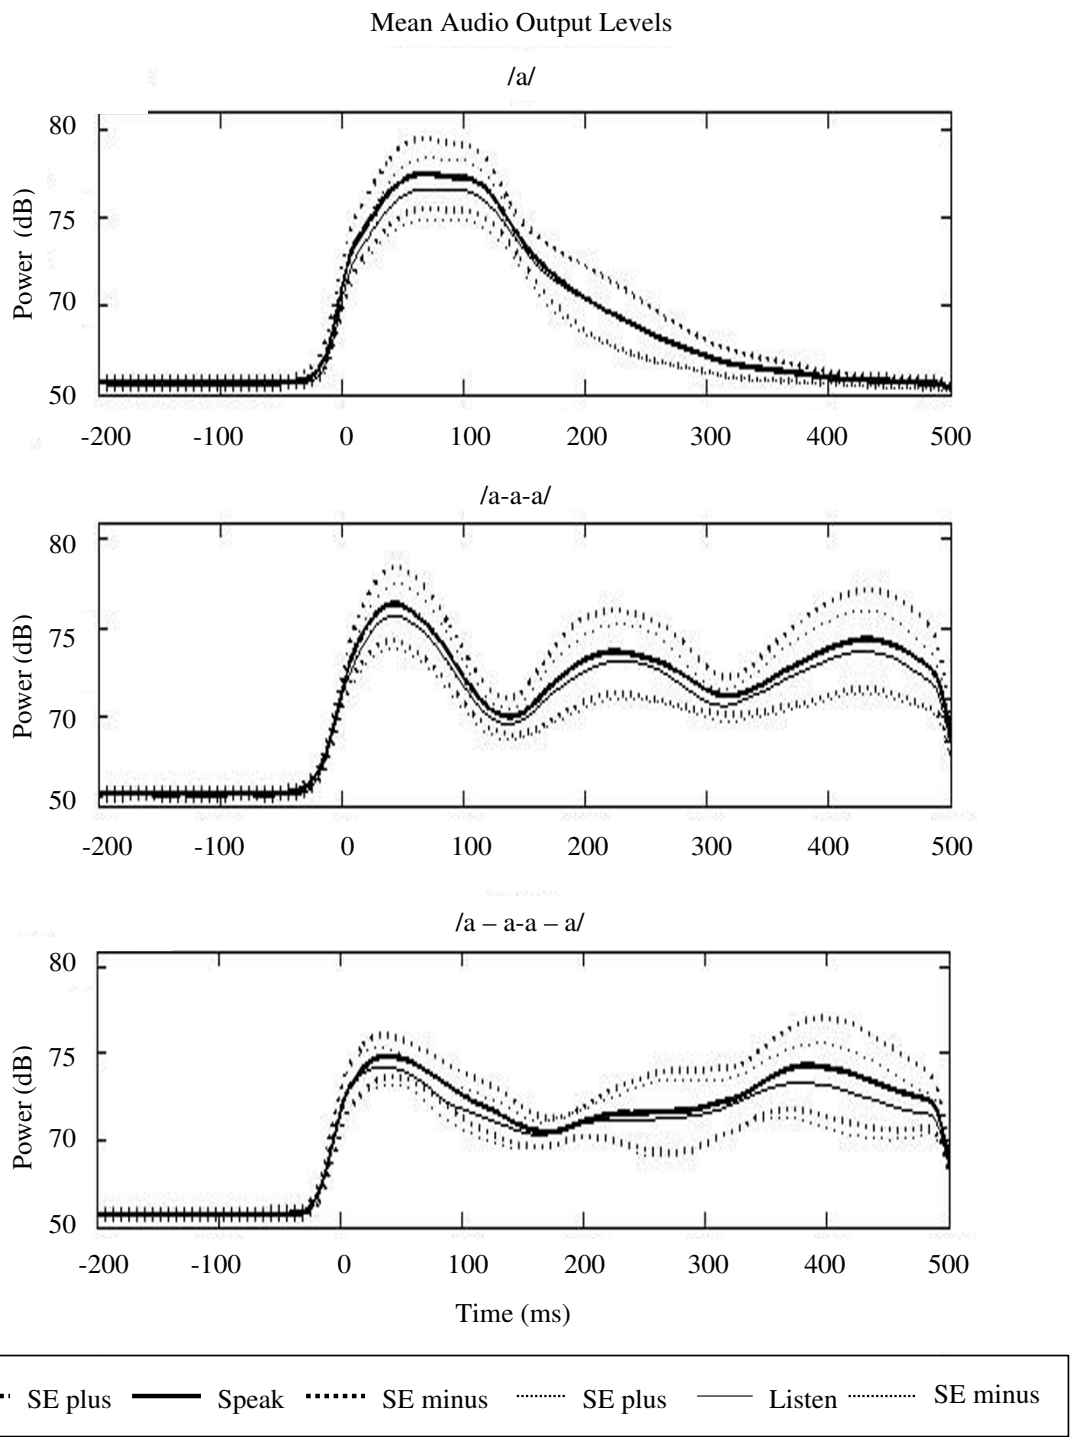 Mean Audio Output Levels
/a/
80
75
70
50
Power (dB)
-200 -100 0 100 200 300 400 500
/a-a-a/
80
75
70
50
Power (dB)
-200 -100 0 100 200 300 400 500
/a – a-a – a/
80
75
70
50
Power (dB)
-200 -100 0 100 200 300 400 500
Time (ms)
SE plus Speak SE minus SE plus Listen SE minus